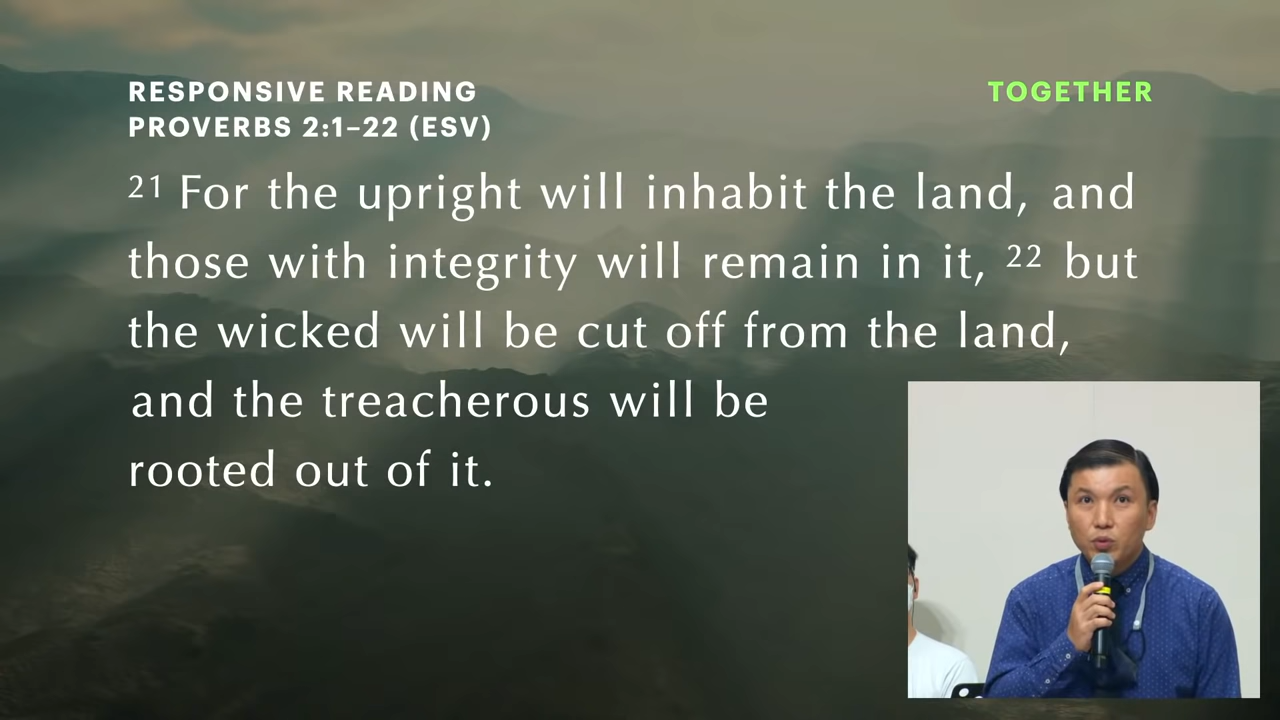 RESPONSIVE READING
PROVERBS 2:1–22 (ESV)
TOGETHER
21 For the upright will inhabit the land, and
those with integrity will remain in it, 22 but
the wicked will be cut off from the land,
and the treacherous will be
rooted out of it.